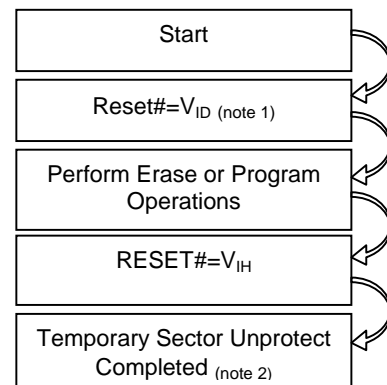 Start
Reset#=VID (note 1)
Perform Erase or Program
Operations
RESET#=VIH
Temporary Sector Unprotect
Completed (note 2)